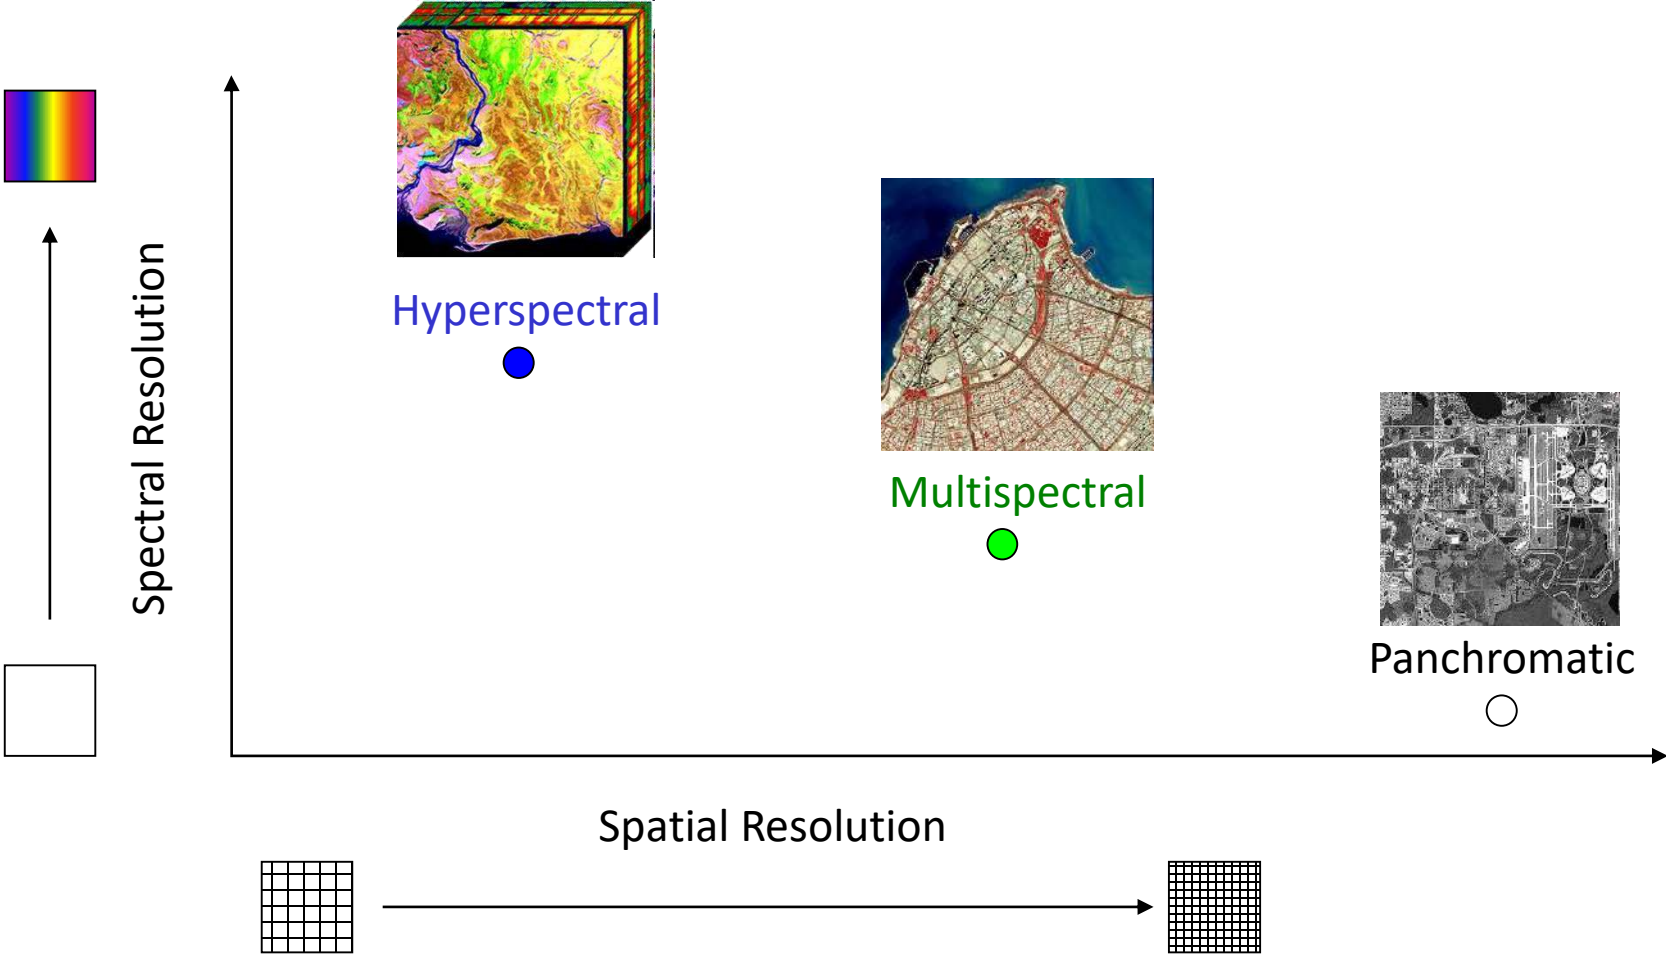 Hyperspectral
Multispectral
Panchromatic
Spectral Resolution
Spatial Resolution